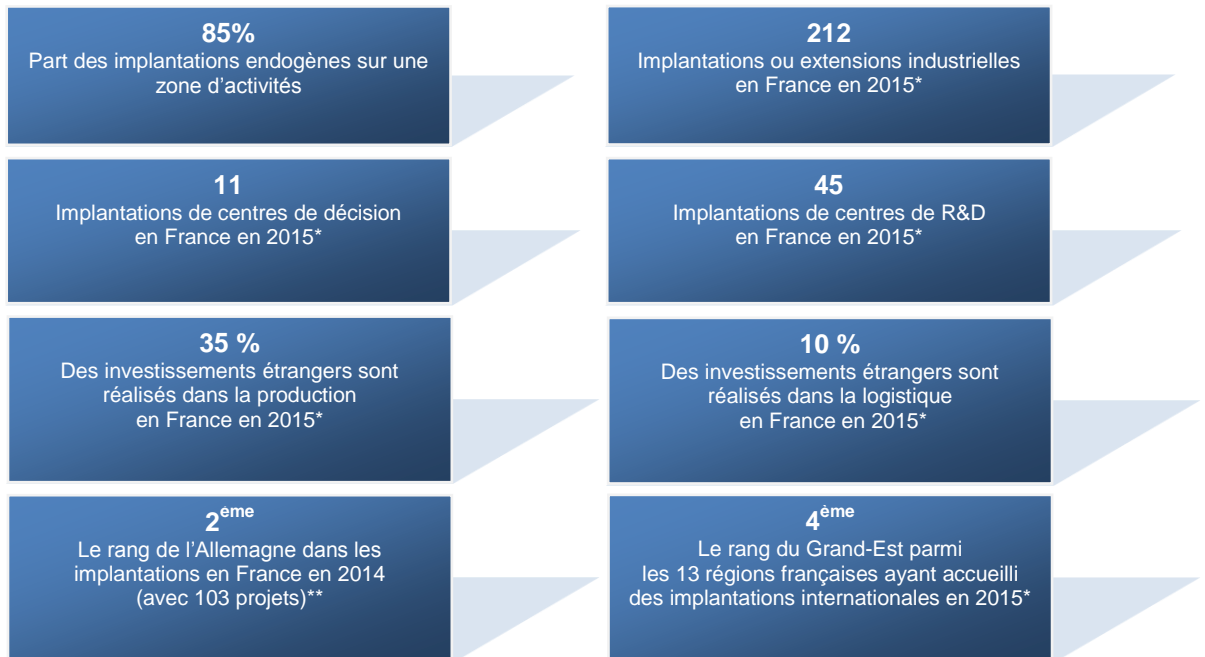 85%
Part des implantations endogènes sur une
zone d'activités
212
Implantations ou extensions industrielles
en France en 2015*
11
Implantations de centres de décision
en France en 2015*
45
Implantations de centres de R&D
en France en 2015*
35 %
Des investissements étrangers sont
réalisés dans la production
en France en 2015*
10 %
Des investissements étrangers sont
réalisés dans la logistique
en France en 2015*
2ème
Le rang de l'Allemagne dans les
implantations en France en 2014
(avec 103 projets)**
4ème
Le rang du Grand-Est parmi
les 13 régions françaises ayant accueilli
des implantations internationales en 2015*